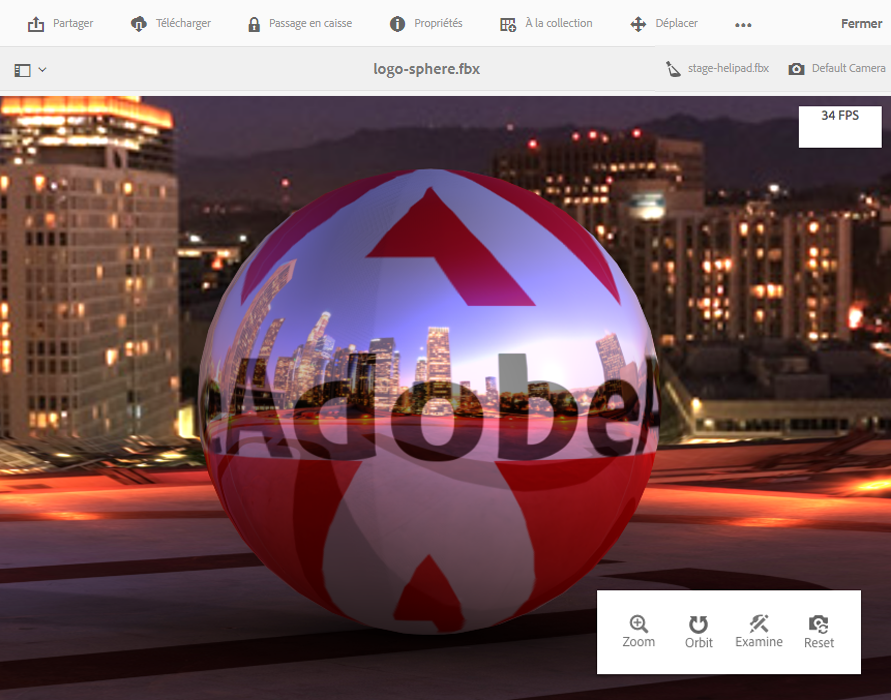 Partager Télécharger Passage en caisse Propriétés À la collection Déplacer ••• Fermer
logo-sphere.fbx stage-helipad.fbx Default Camera
34 FPS
Adobe
Zoom Orbit Examine Reset